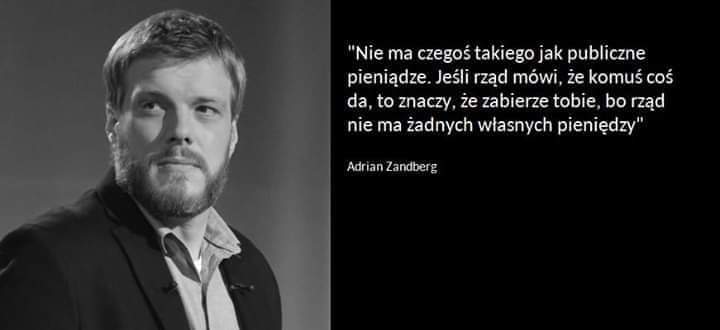 "Nie ma czegoś takiego jak publiczne
pieniądze. Jeśli rząd mówi, że komuś coś
da, to znaczy, że zabierze tobie, bo rząd
nie ma żadnych własnych pieniędzy"
Adrian Zandberg